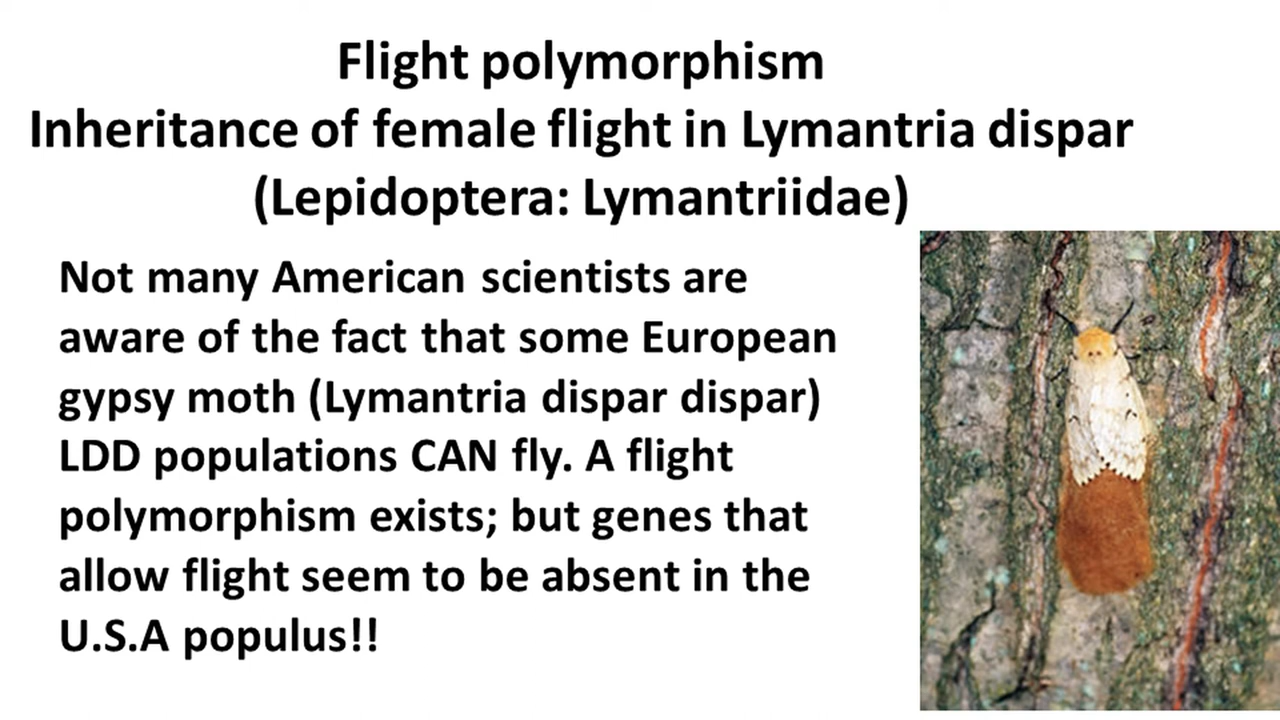 Flight polymorphism
Inheritance of female flight in Lymantria dispar
(Lepidoptera: Lymantriidae)
Not many American scientists are
aware of the fact that some European
gypsy moth (Lymantria dispar dispar)
LDD populations CAN fly. A flight
polymorphism exists; but genes that
allow flight seem to be absent in the
U.S.A populus!!